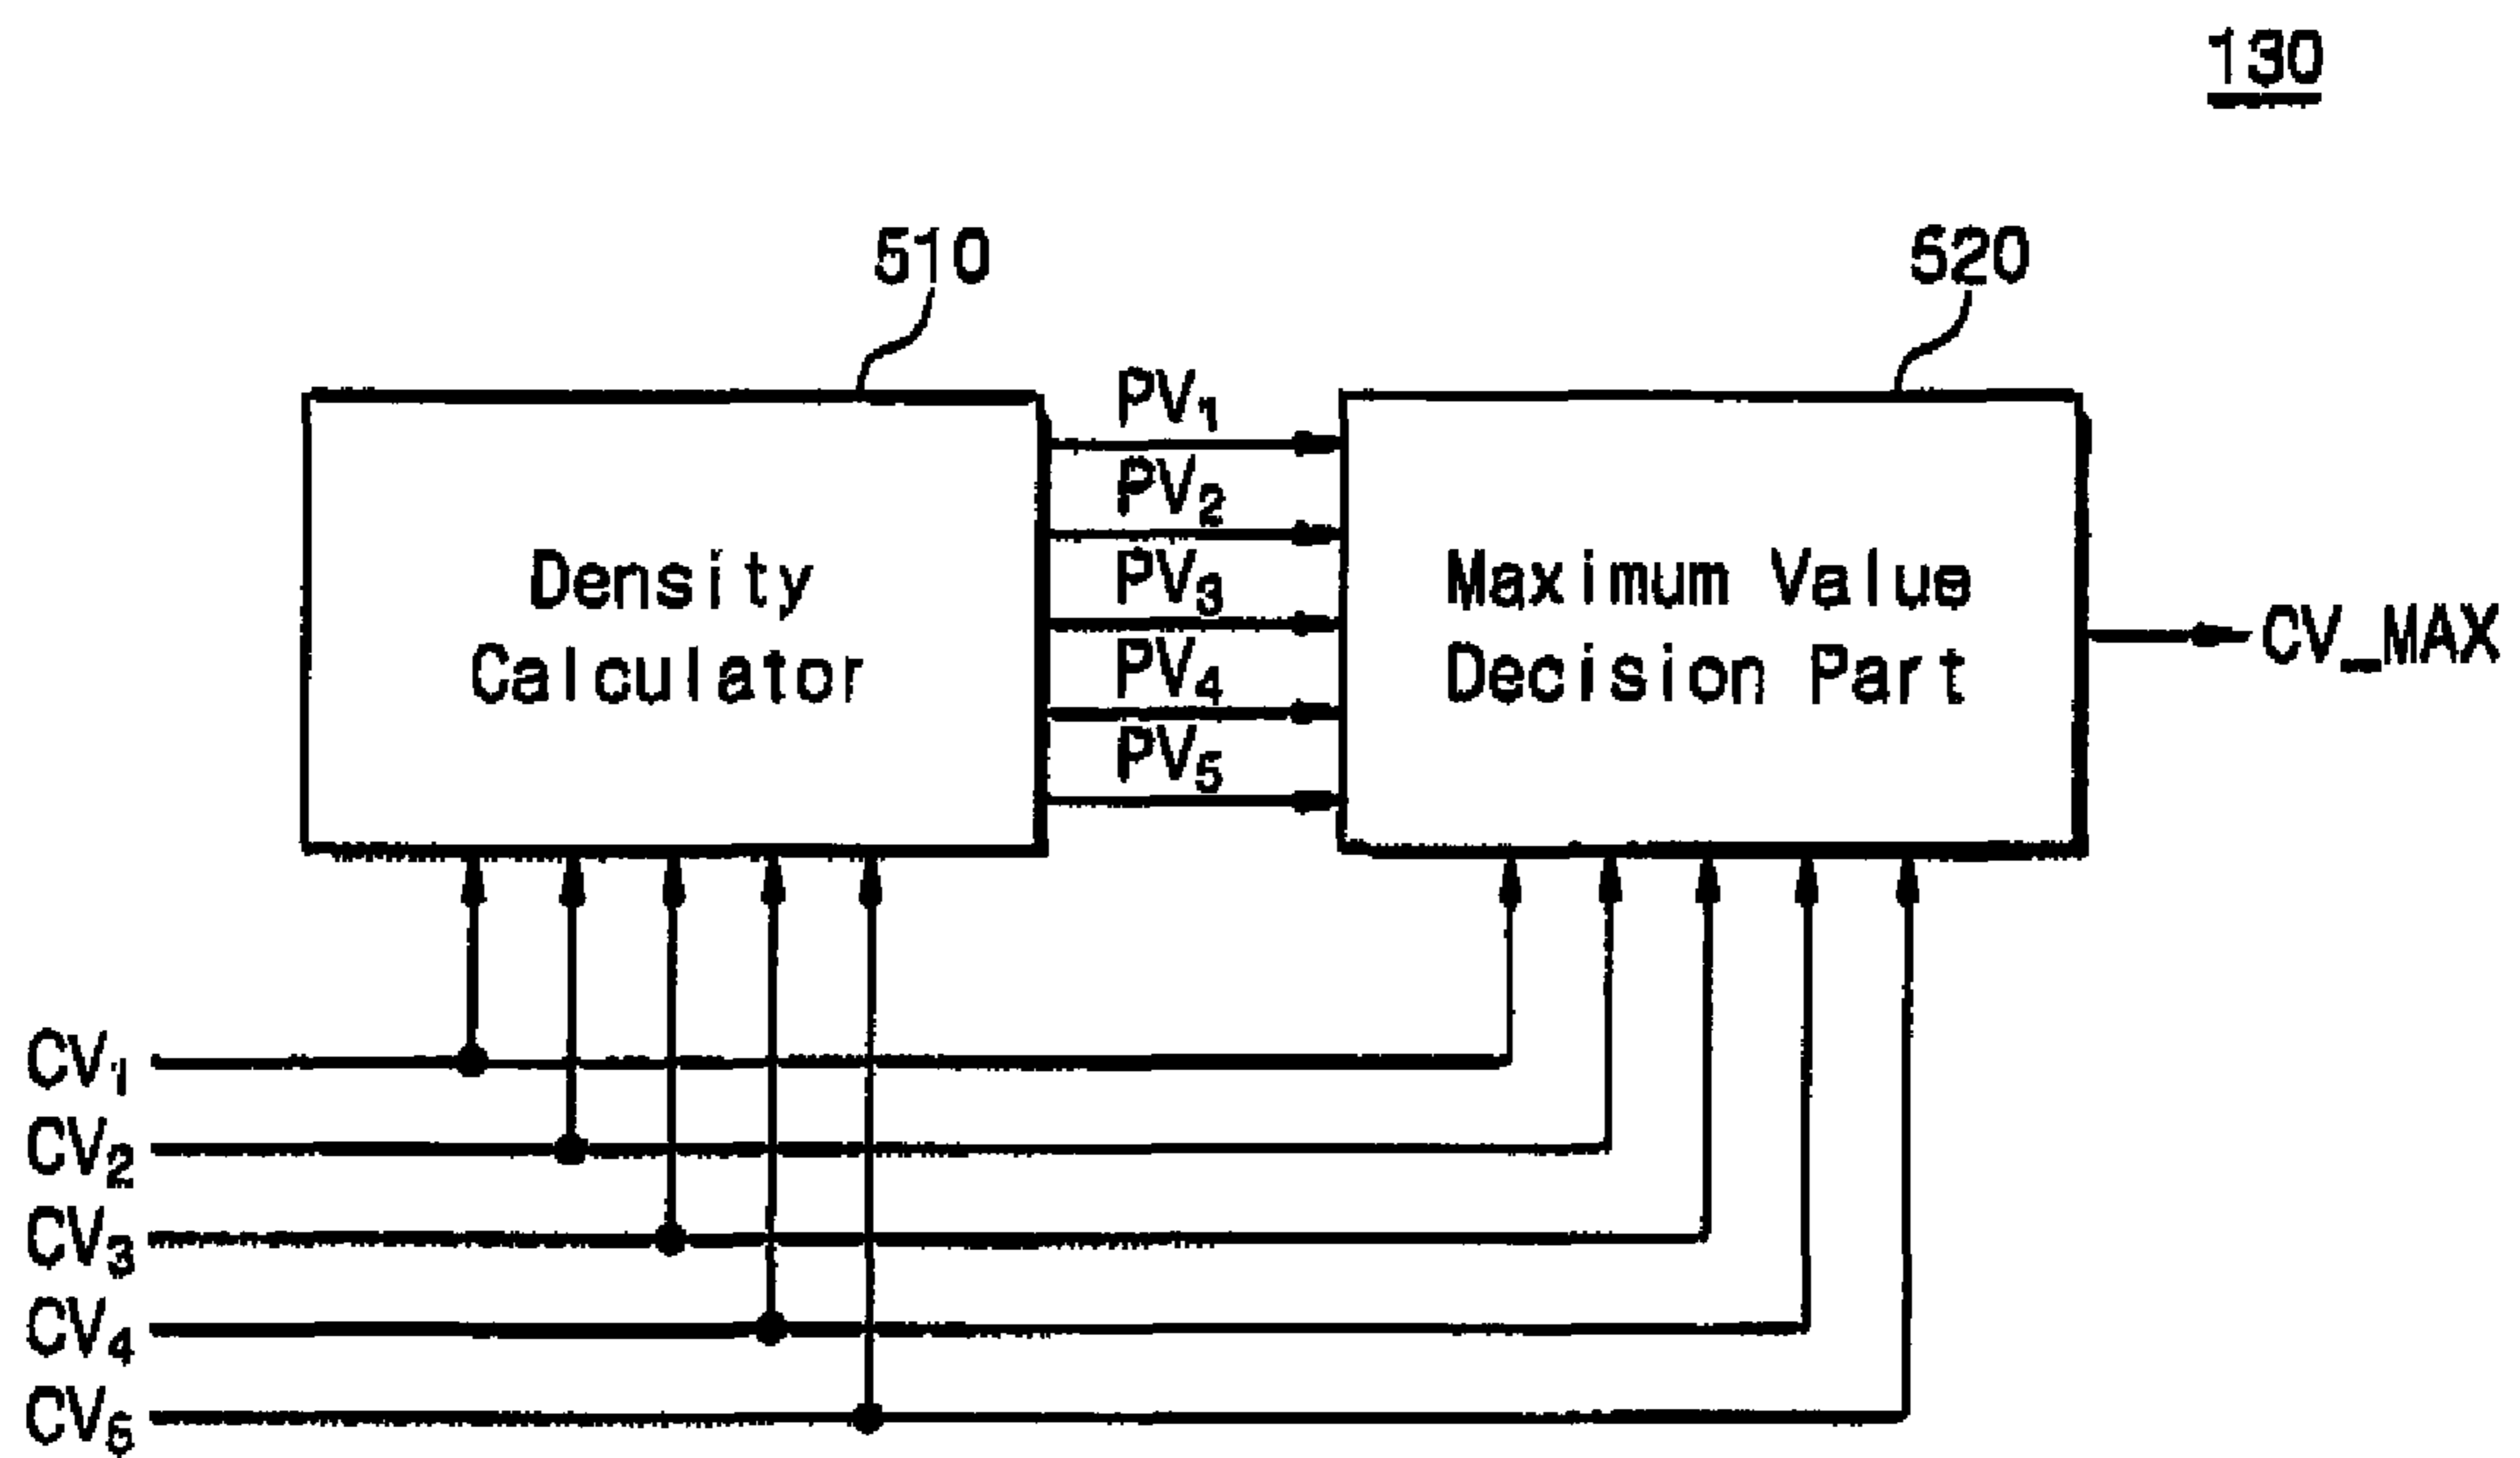 130
510
520
PV1
PV2
PV3
PV4
PV5
Density
Calculator
Maximum Value
Decision Part
CV_MAX
CV1
CV2
CV3
CV4
CV5